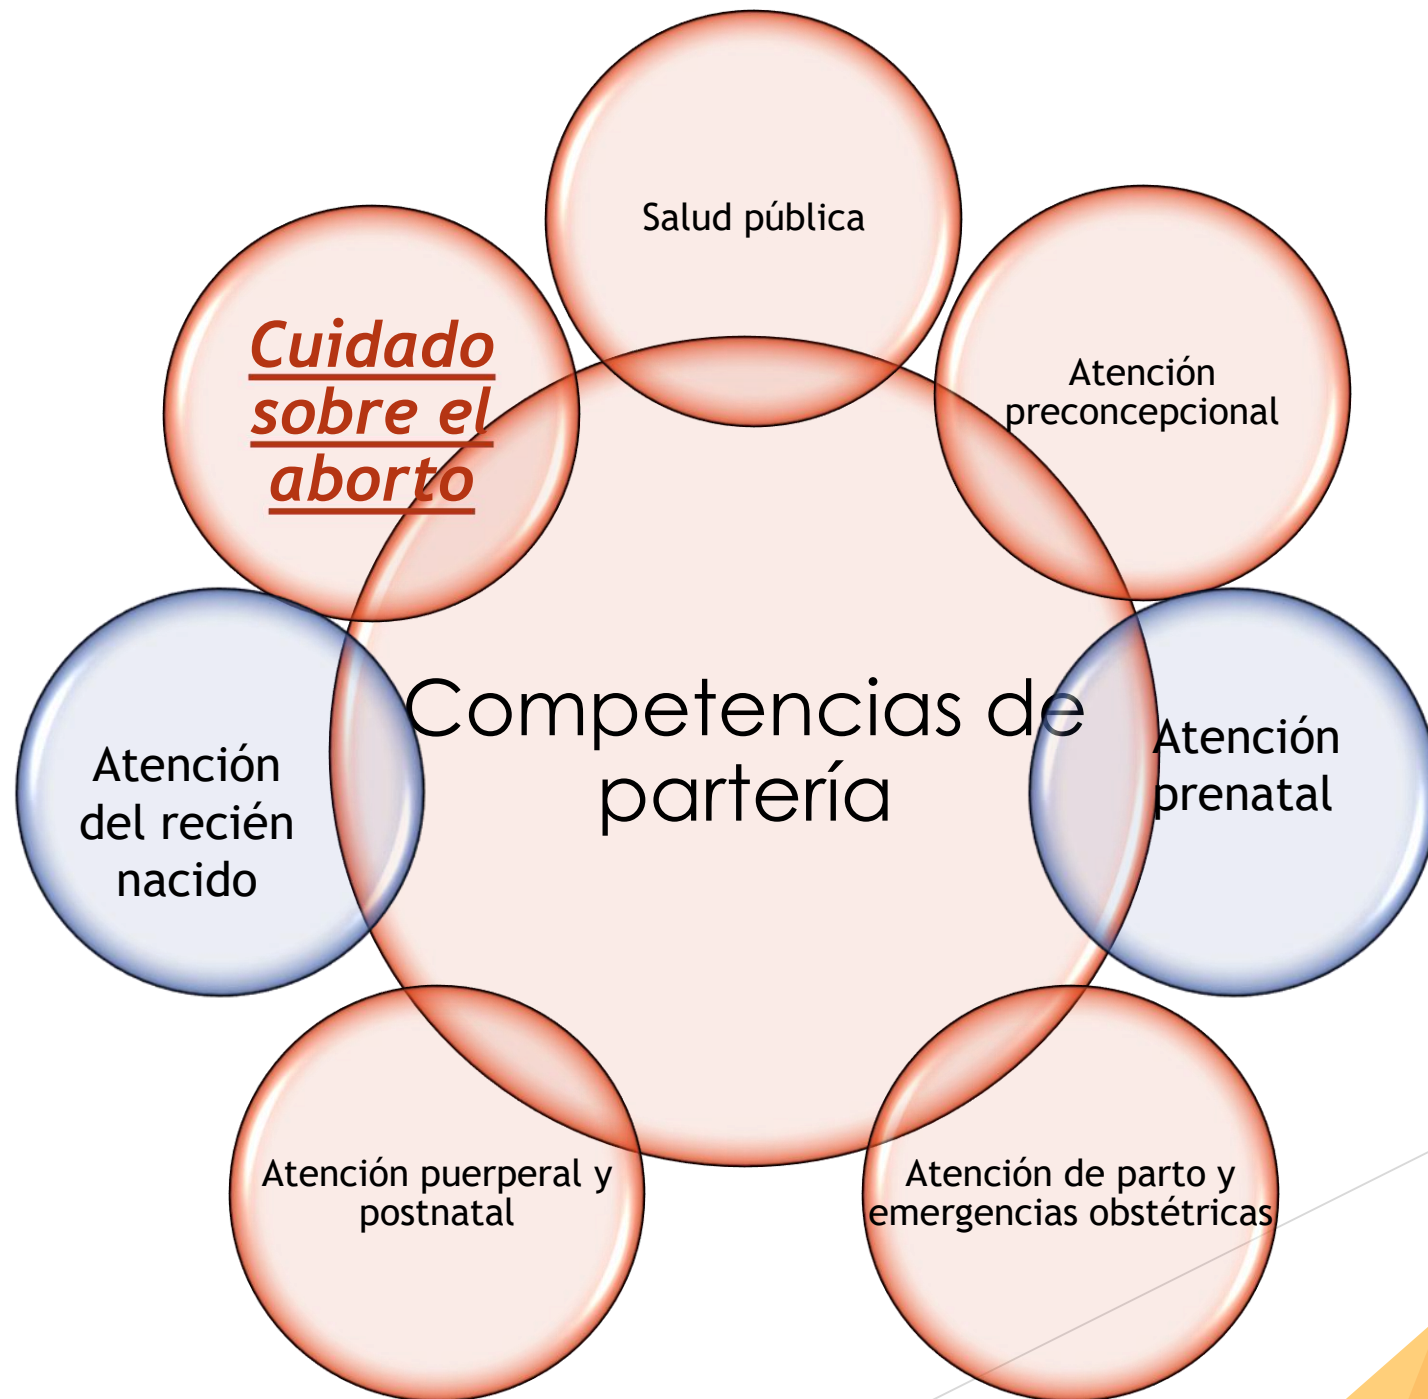 Salud pública
Atención
preconcepcional
Cuidado
sobre el
aborto
Competencias de
partería
Atención
prenatal
Atención
del recién
nacido
Atención puerperal y
postnatal
Atención de parto y
emergencias obstétricas